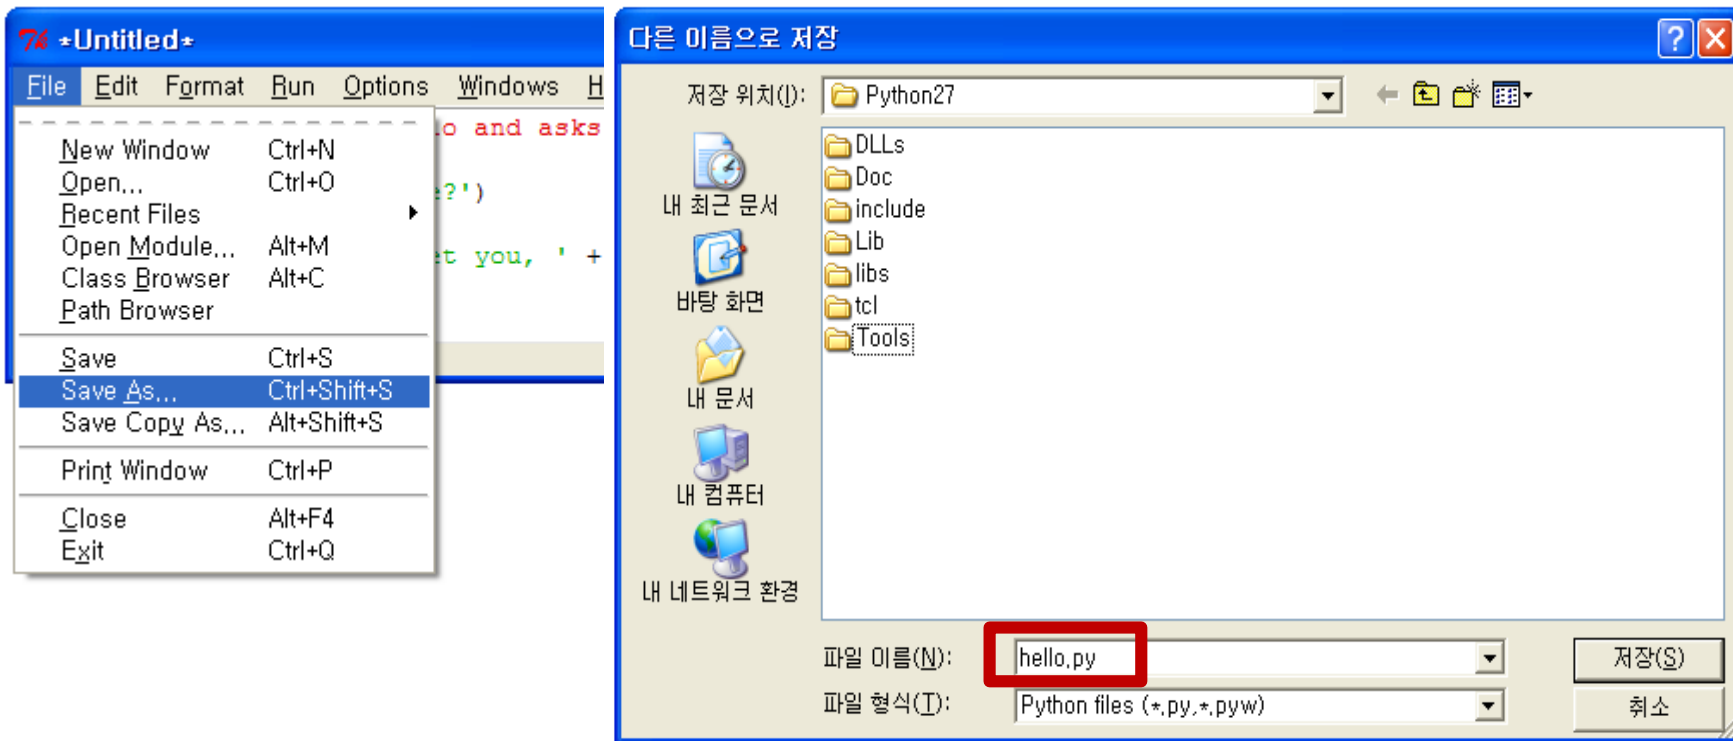 *Untitled*
File Edit Format Run Options Windows H
lo and asks
New Window Ctrl+N
Open... Ctrl+O
e?')
Recent Files
Open Module... Alt+M
et you, ' +
Class Browser Alt+C
Path Browser
Save Ctrl+S
Save As... Ctrl+Shift+S
Save Copy As... Alt+Shift+S
Print Window Ctrl+P
Close Alt+F4
Exit Ctrl+Q
다른 이름으로 저장
저장 위치(I): Python27
DLLs
Doc
include
Lib
libs
tcl
Tools
내 최근 문서
바탕 화면
내 문서
내 컴퓨터
내 네트워크 환경
파일 이름(N): hello.py 저장(S)
파일 형식(T): Python files (*.py,*.pyw) 취소